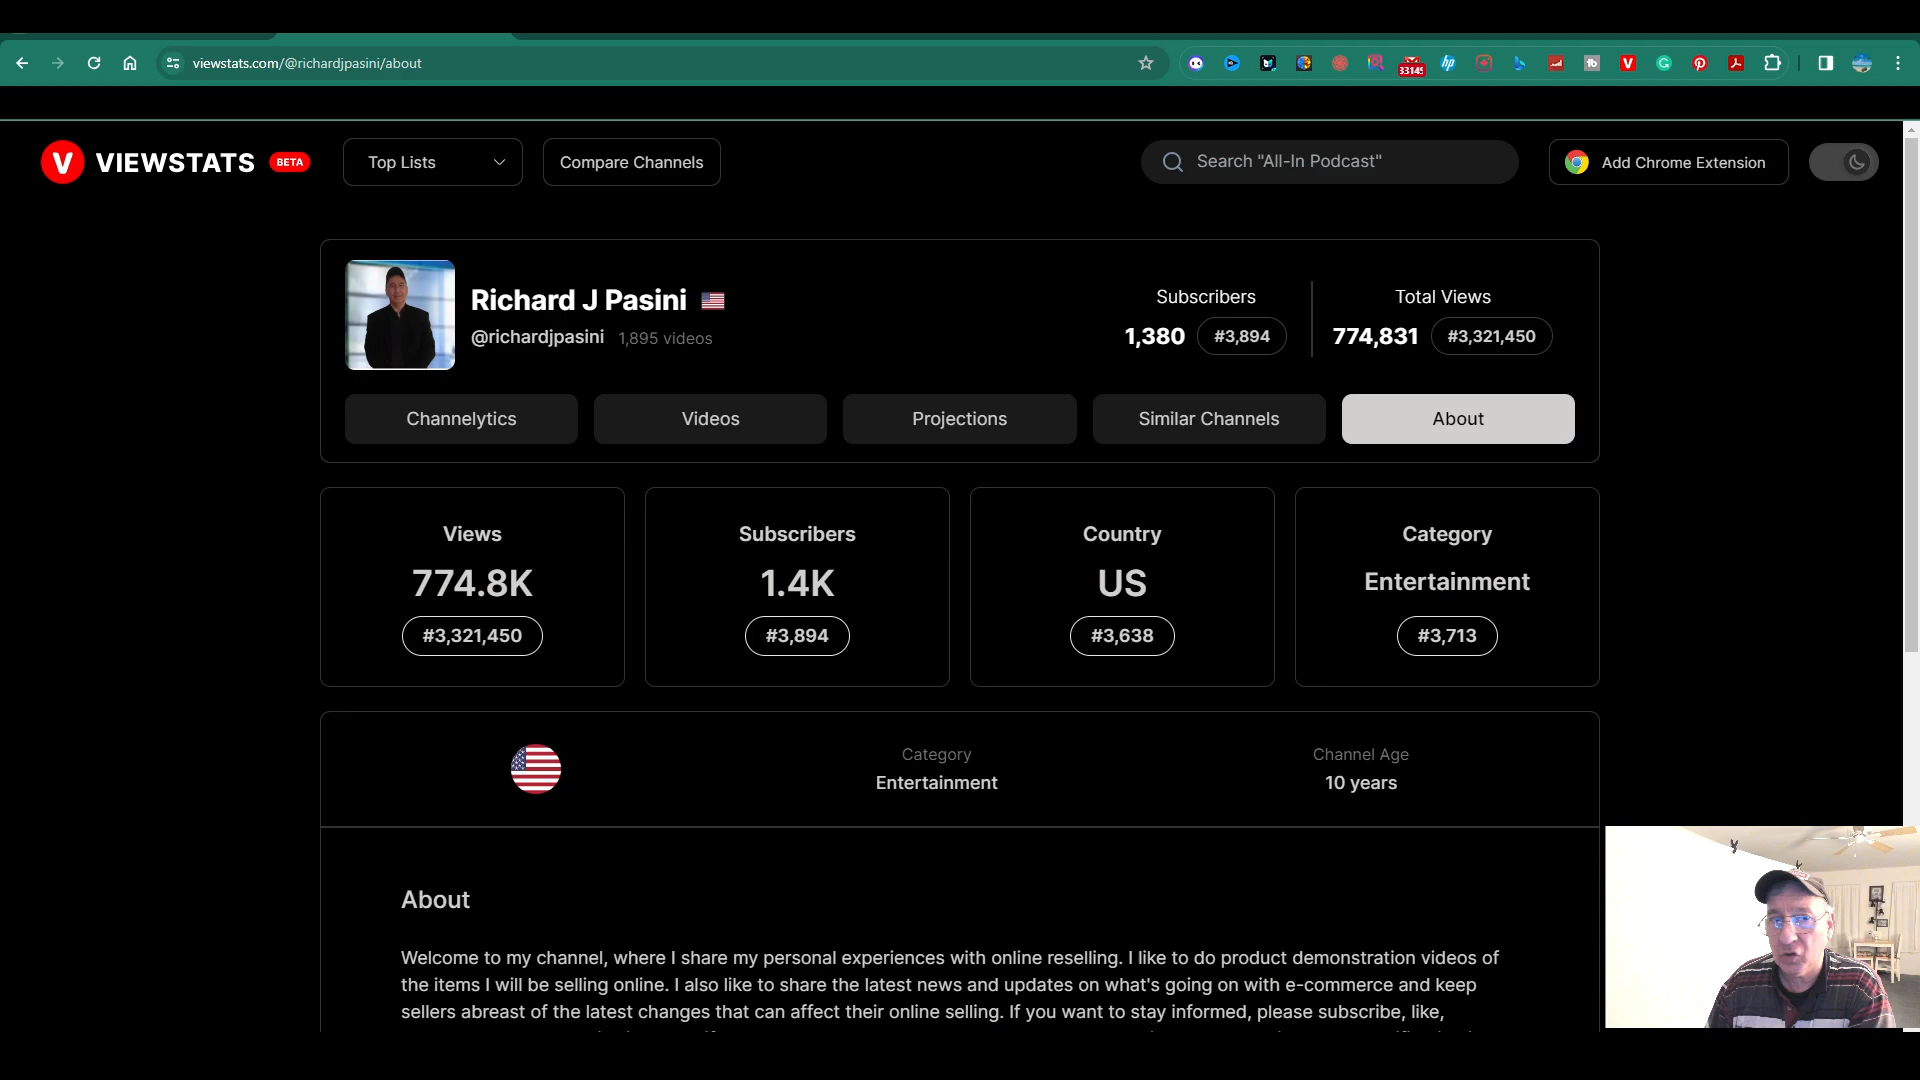 viewstats.com/@richardjpasini/about
33145
VIEWSTATS BETA
Top Lists
Compare Channels
Search "All-In Podcast"
Add Chrome Extension
Richard J Pasini
@richardjpasini 1,895 videos
Subscribers
1,380 #3,894
Total Views
774,831 #3,321,450
Channelytics
Videos
Projections
Similar Channels
About
Views
774.8K
#3,321,450
Subscribers
1.4K
#3,894
Country
US
#3,638
Category
Entertainment
#3,713
Category
Entertainment
Channel Age
10 years
About
Welcome to my channel, where I share my personal experiences with online reselling. I like to do product demonstration videos of
the items I will be selling online. I also like to share the latest news and updates on what's going on with e-commerce and keep
sellers abreast of the latest changes that can affect their online selling. If you want to stay informed, please subscribe, like,